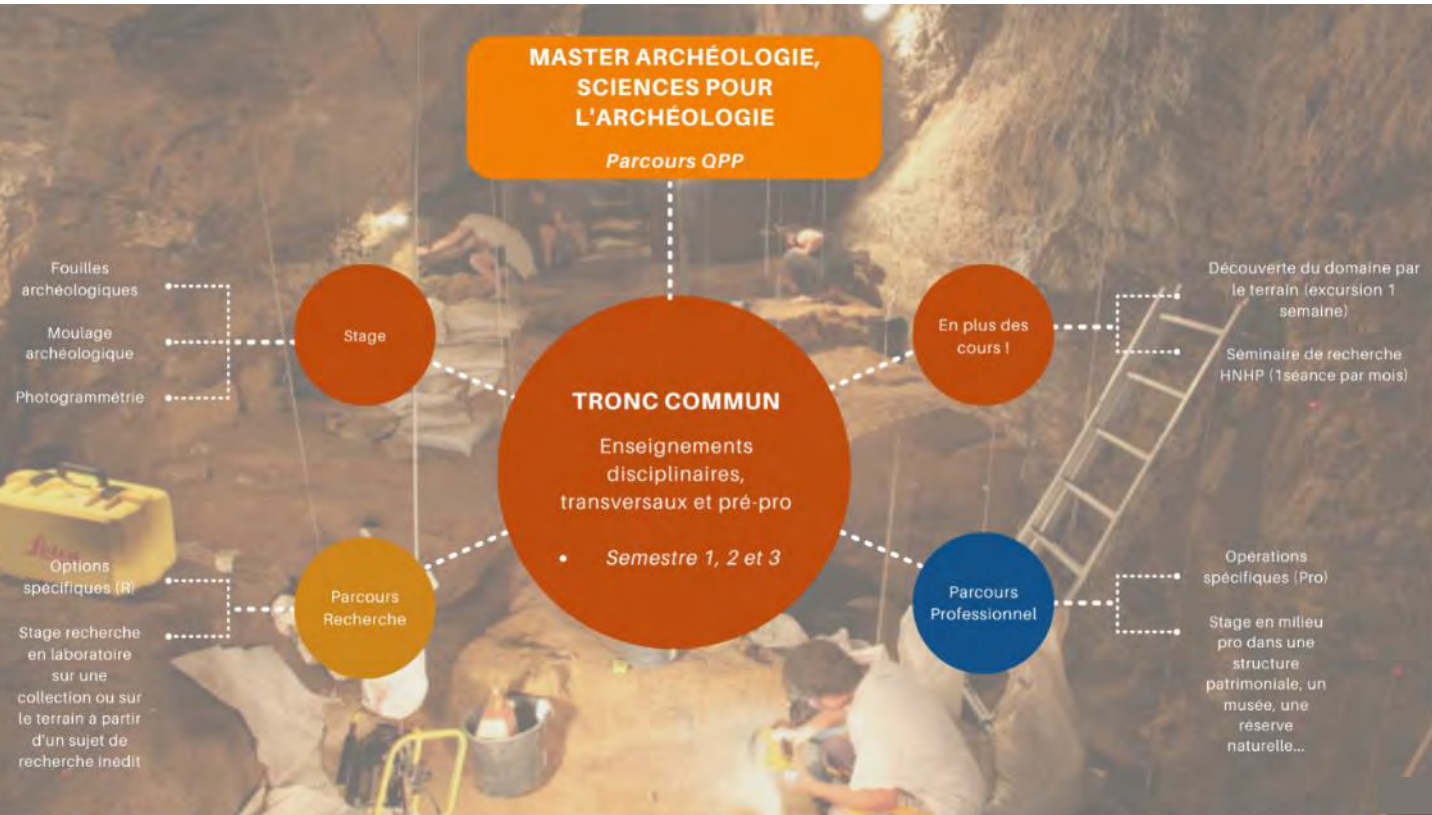 MASTER ARCHÉOLOGIE,
SCIENCES POUR
L'ARCHÉOLOGIE
Parcours QPP
Fouilles
archéologiques
Moulage
archéologique
Photogrammétrie
Stage
En plus des
cours !
Découverte du domaine par
le terrain (excursion 1
semaine)
Séminaire de recherche
HNHP (1séance par mois)
TRONC COMMUN
Enseignements
disciplinaires,
transversaux et pré-pro
• Semestre 1, 2 et 3
Leica
Options
spécifiques (R)
Stage recherche
en laboratoire
sur une
collection ou sur
le terrain à partir
d'un sujet de
recherche inédit
Parcours
Recherche
Parcours
Professionnel
Opérations
spécifiques (Pro)
Stage en milieu
pro dans une
structure
patrimoniale, un
musée, une
réserve
naturelle...